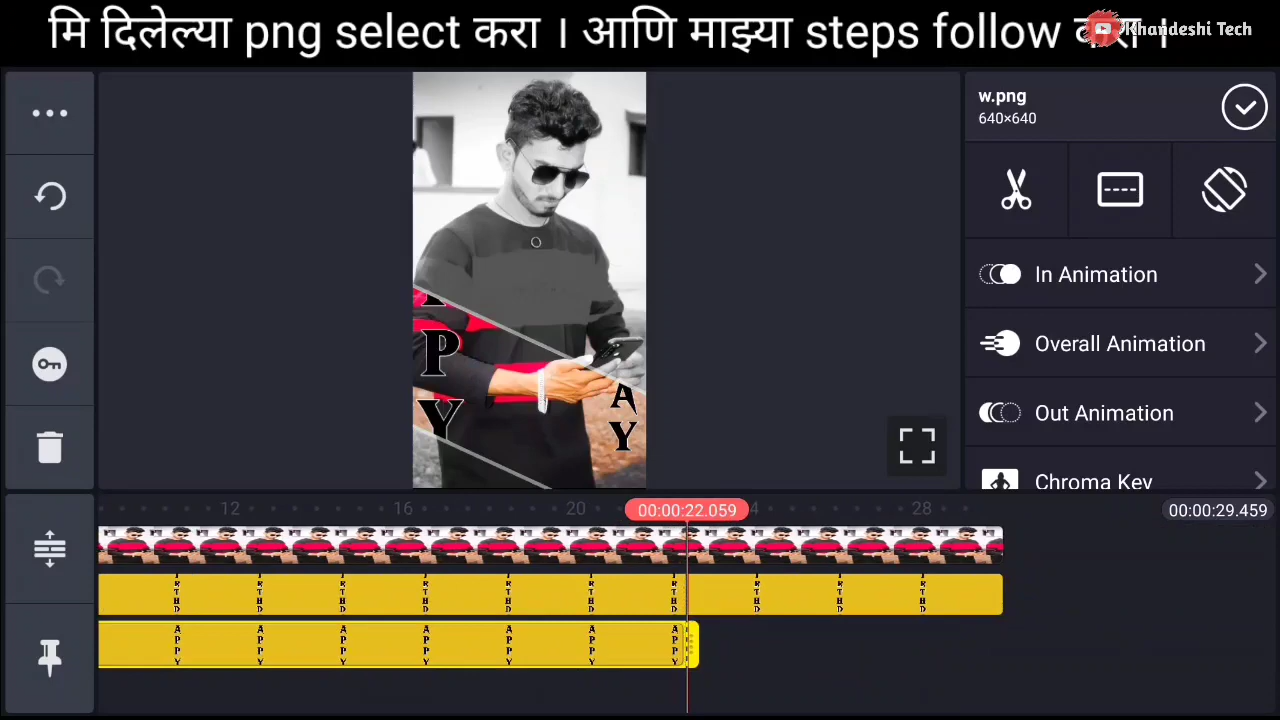 मि दिलेल्या png select करा । आणि माझ्या steps follow करा ।
Khandeshi Tech
w.png
640×640
In Animation
Overall Animation
Out Animation
Chroma Key
P
Y
A
Y
12
16
20
00:00:22.059
4
28
00:00:29.459